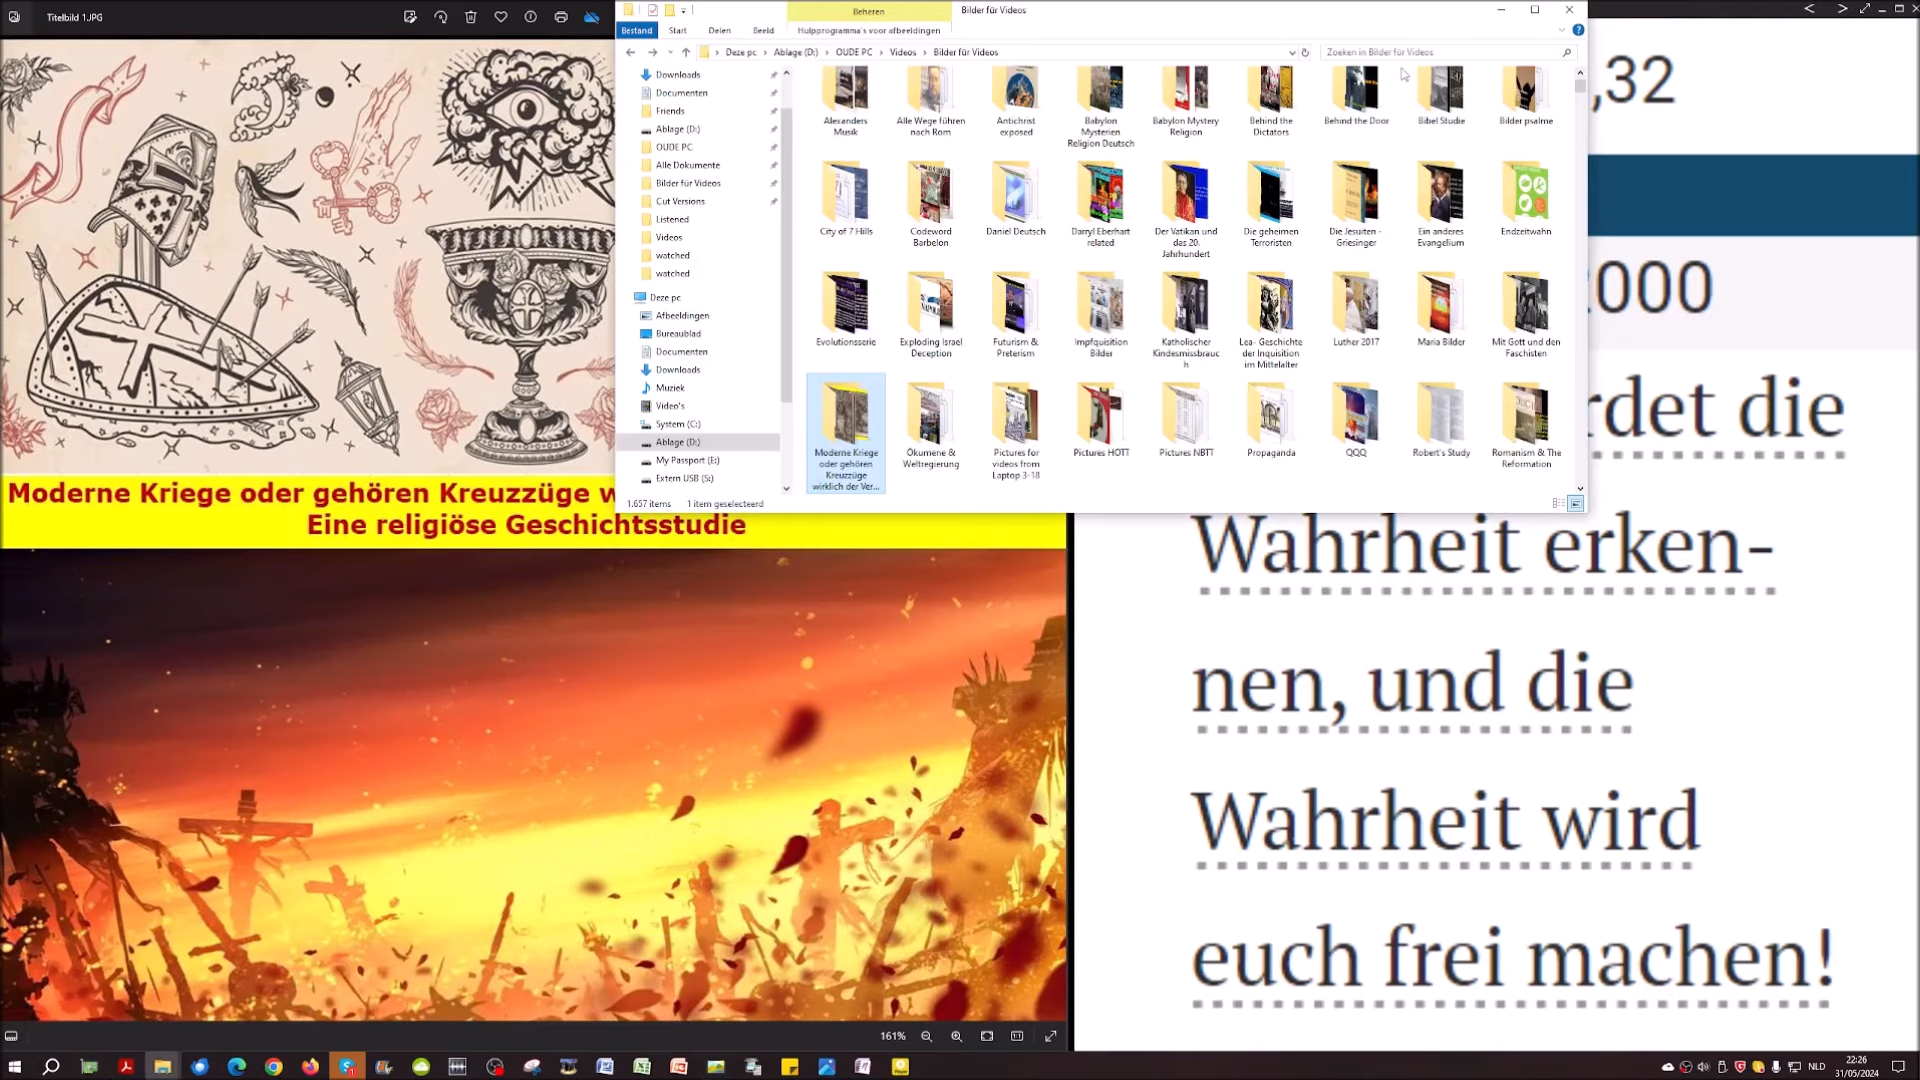 Titelbild 1.JPG
Beheren
Bilder für Videos
Bestand
Start
Delen
Beeld
Hulpprogramma's voor afbeeldingen
Deze pc
Ablage (D:)
OUDE PC
Videos
Bilder für Videos
Zoeken in Bilder für Videos
Downloads
Documenten
Friends
Ablage (D:)
OUDE PC
Alle Dokumente
Bilder für Videos
Cut Versions
Listened
Videos
watched
watched
Deze pc
Afbeeldingen
Bureaublad
Documenten
Downloads
Muziek
Video's
System (C:)
Ablage (D:)
My Passport (E:)
Extern USB (S:)
Alexanders
Musik
Alle Wege führen
nach Rom
Antichrist
exposed
Babylon
Mysterien
Religion Deutsch
Babylon Mystery
Religion
Behind the
Dictators
Behind the Door
Bibel Studie
Bilder psalme
City of 7 Hills
Codeword
Barbelon
Daniel Deutsch
Darryl Eberhart
related
Der Vatikan und
das 20.
Jahrhundert
Die geheimen
Terroristen
Die Jesuiten -
Griesinger
Ein anderes
Evangelium
Endzeitwahn
Evolutionsserie
Exploding Israel
Deception
Futurism &
Preterism
Impfquisition
Bilder
Katholischer
Kindesmissbrauc
h
Lea- Geschichte
der Inquisition
im Mittelalter
Luther 2017
Maria Bilder
Mit Gott und den
Faschisten
Moderne Kriege
oder gehören
Kreuzzüge
wirklich der Ver...
Ökumene &
Weltregierung
Pictures for
videos from
Laptop 3-18
Pictures HOTT
Pictures NBTT
Propaganda
QQQ
Robert's Study
Romanism & The
Reformation
1.657 items
1 item geselecteerd
Moderne Kriege oder gehören Kreuzzüge w
Eine religiöse Geschichtsstudie
,32
2000
rdet die
Wahrheit erken-
nen, und die
Wahrheit wird
euch frei machen!
161%
NLD
22:26
31/05/2024